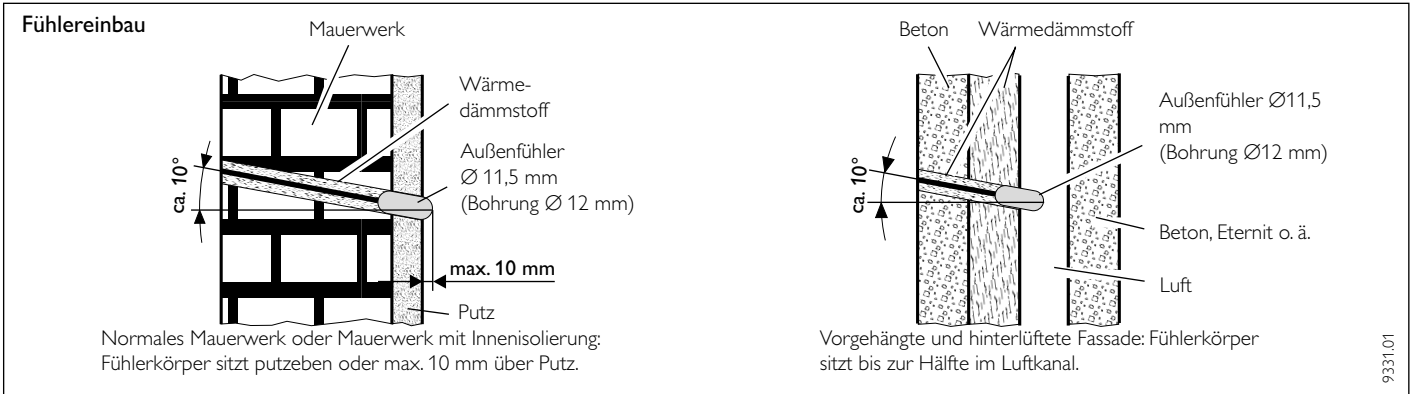 Fühlereinbau
Mauerwerk
Wärme-
dämmstoff
Außenfühler
Ø 11,5 mm
(Bohrung Ø 12 mm)
ca. 10°
max. 10 mm
Putz
Normales Mauerwerk oder Mauerwerk mit Innenisolierung:
Fühlerkörper sitzt putzeben oder max. 10 mm über Putz.
Beton
Wärmedämmstoff
Außenfühler Ø11,5
mm
(Bohrung Ø12 mm)
ca. 10°
Beton, Eternit o. ä.
Luft
Vorgehängte und hinterlüftete Fassade: Fühlerkörper
sitzt bis zur Hälfte im Luftkanal.
9331.01